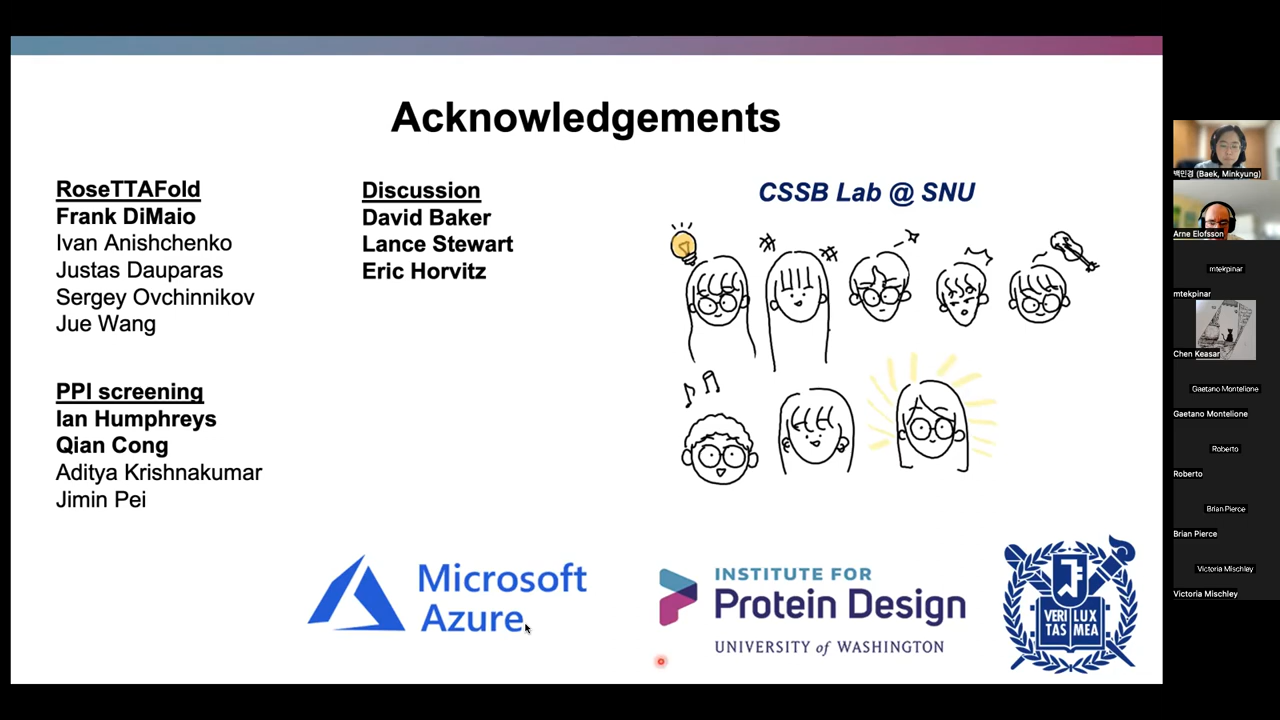 Acknowledgements
RoseTTAFold
Frank DiMaio
Ivan Anishchenko
Justas Dauparas
Sergey Ovchinnikov
Jue Wang
PPI screening
Ian Humphreys
Qian Cong
Aditya Krishnakumar
Jimin Pei
Discussion
David Baker
Lance Stewart
Eric Horvitz
CSSB Lab @ SNU
Microsoft
Azure
INSTITUTE FOR
Protein Design
UNIVERSITY of WASHINGTON
VERI LUX
TAS MEA
백민경 (Baek, Minkyung)
Arne Elofsson
mtekpinar
mtekpinar
Chen Keasar
Gaetano Montelione
Gaetano Montelione
Roberto
Roberto
Brian Pierce
Brian Pierce
Victoria Mischley
Victoria Mischley